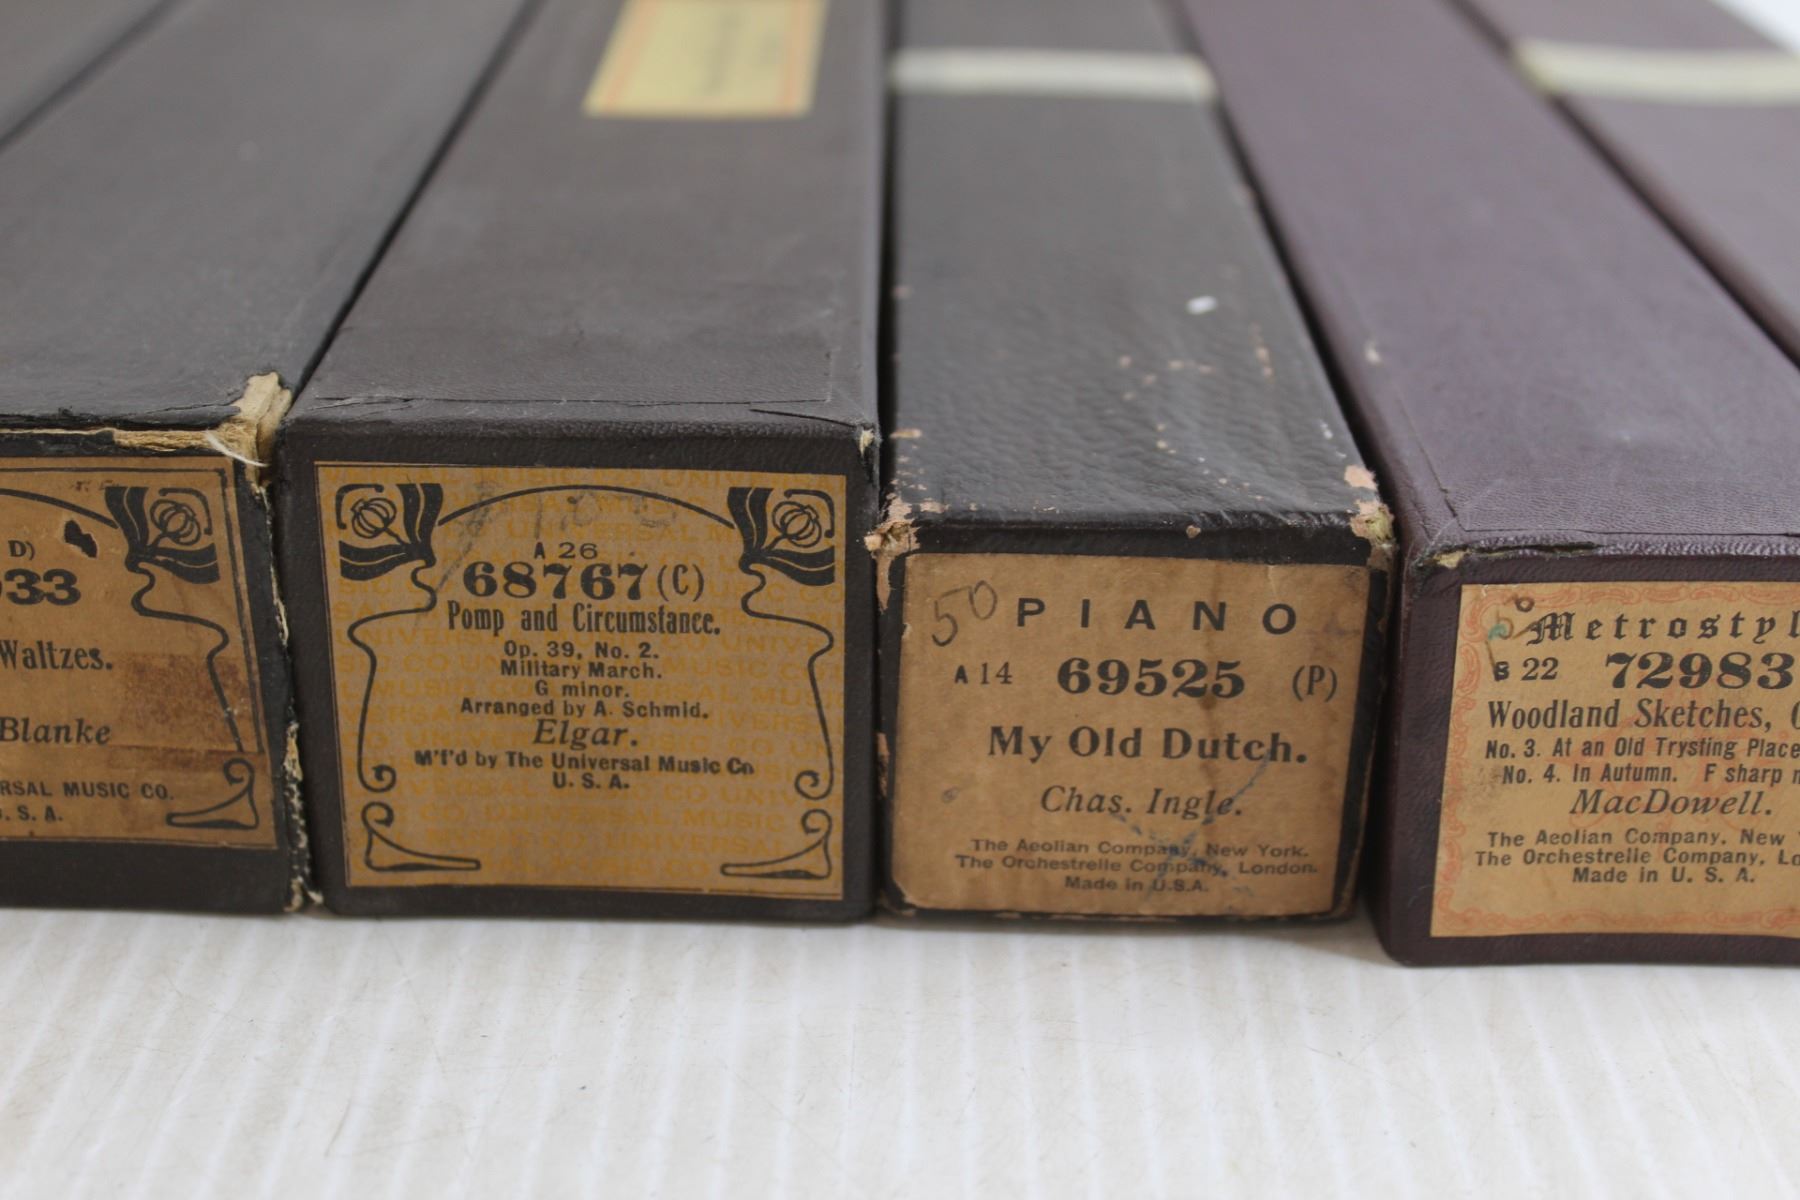 D)
933
Waltzes.
Blanke
RSAL MUSIC CO.
S. A.
A 26
68767 (C)
Pomp and Circumstance.
Op. 39, No. 2.
Military March.
G minor.
Arranged by A. Schmid.
Elgar.
M'f'd by The Universal Music Co
U. S. A.
50
PIANO
A 14 69525 (P)
My Old Dutch.
Chas. Ingle.
The Aeolian Company, New York.
The Orchestrelle Company, London.
Made in U.S.A.
Metrostyl
S 22 72983
Woodland Sketches, O
No. 3. At an Old Trysting Place
No. 4. In Autumn. F sharp m
MacDowell.
The Aeolian Company, New Y
The Orchestrelle Company, Lo
Made in U. S. A.